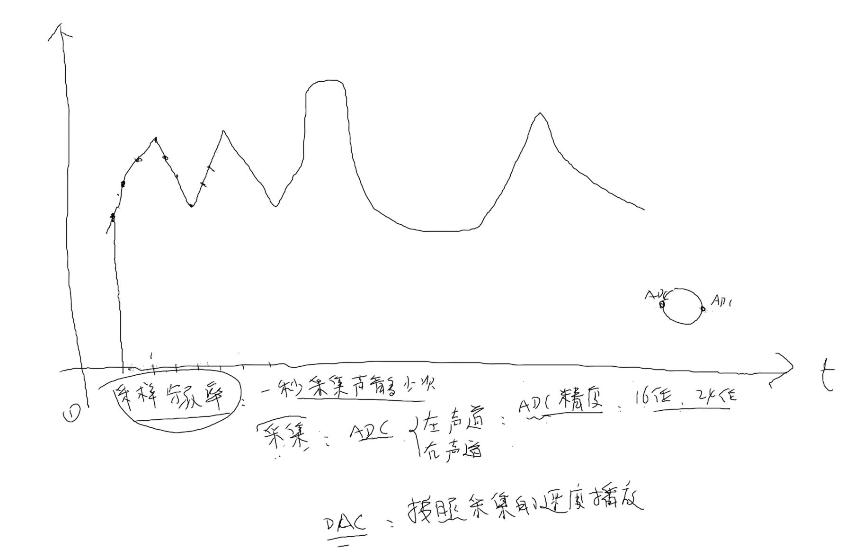 ADC ADC
t
① 采样频率：一秒采集声音多少次
采集：ADC 左声道：ADC精度：16位、24位
右声道
DAC：按照采集的速度播放